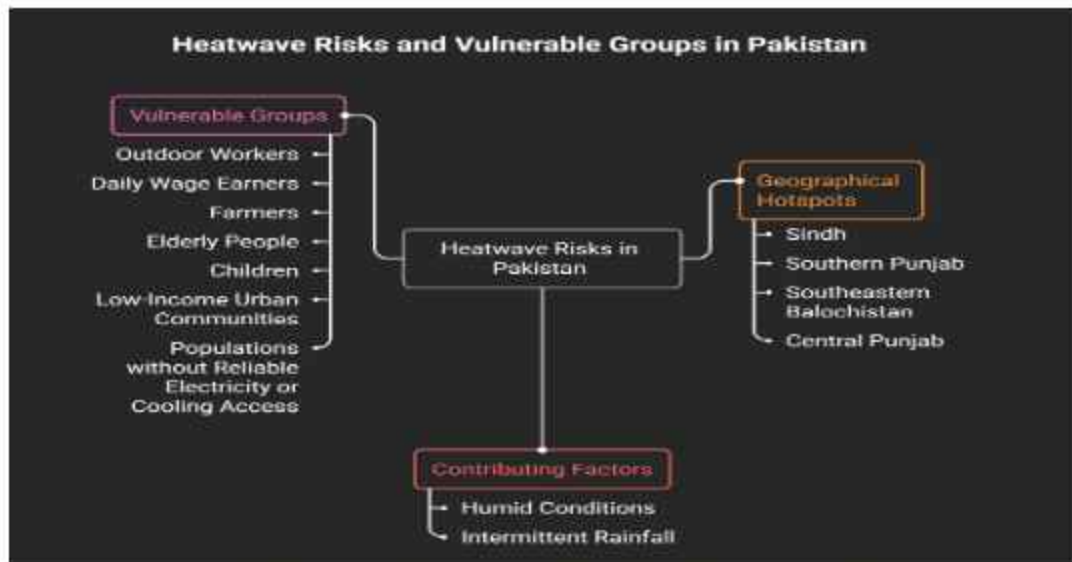 Heatwave Risks and Vulnerable Groups in Pakistan
Vulnerable Groups
Outdoor Workers
Daily Wage Earners
Farmers
Elderly People
Children
Low-Income Urban
Communities
Populations
without Reliable
Electricity or
Cooling Access
Heatwave Risks in
Pakistan
Geographical
Hotspots
Sindh
Southern Punjab
Southeastern
Balochistan
Central Punjab
Contributing Factors
Humid Conditions
Intermittent Rainfall